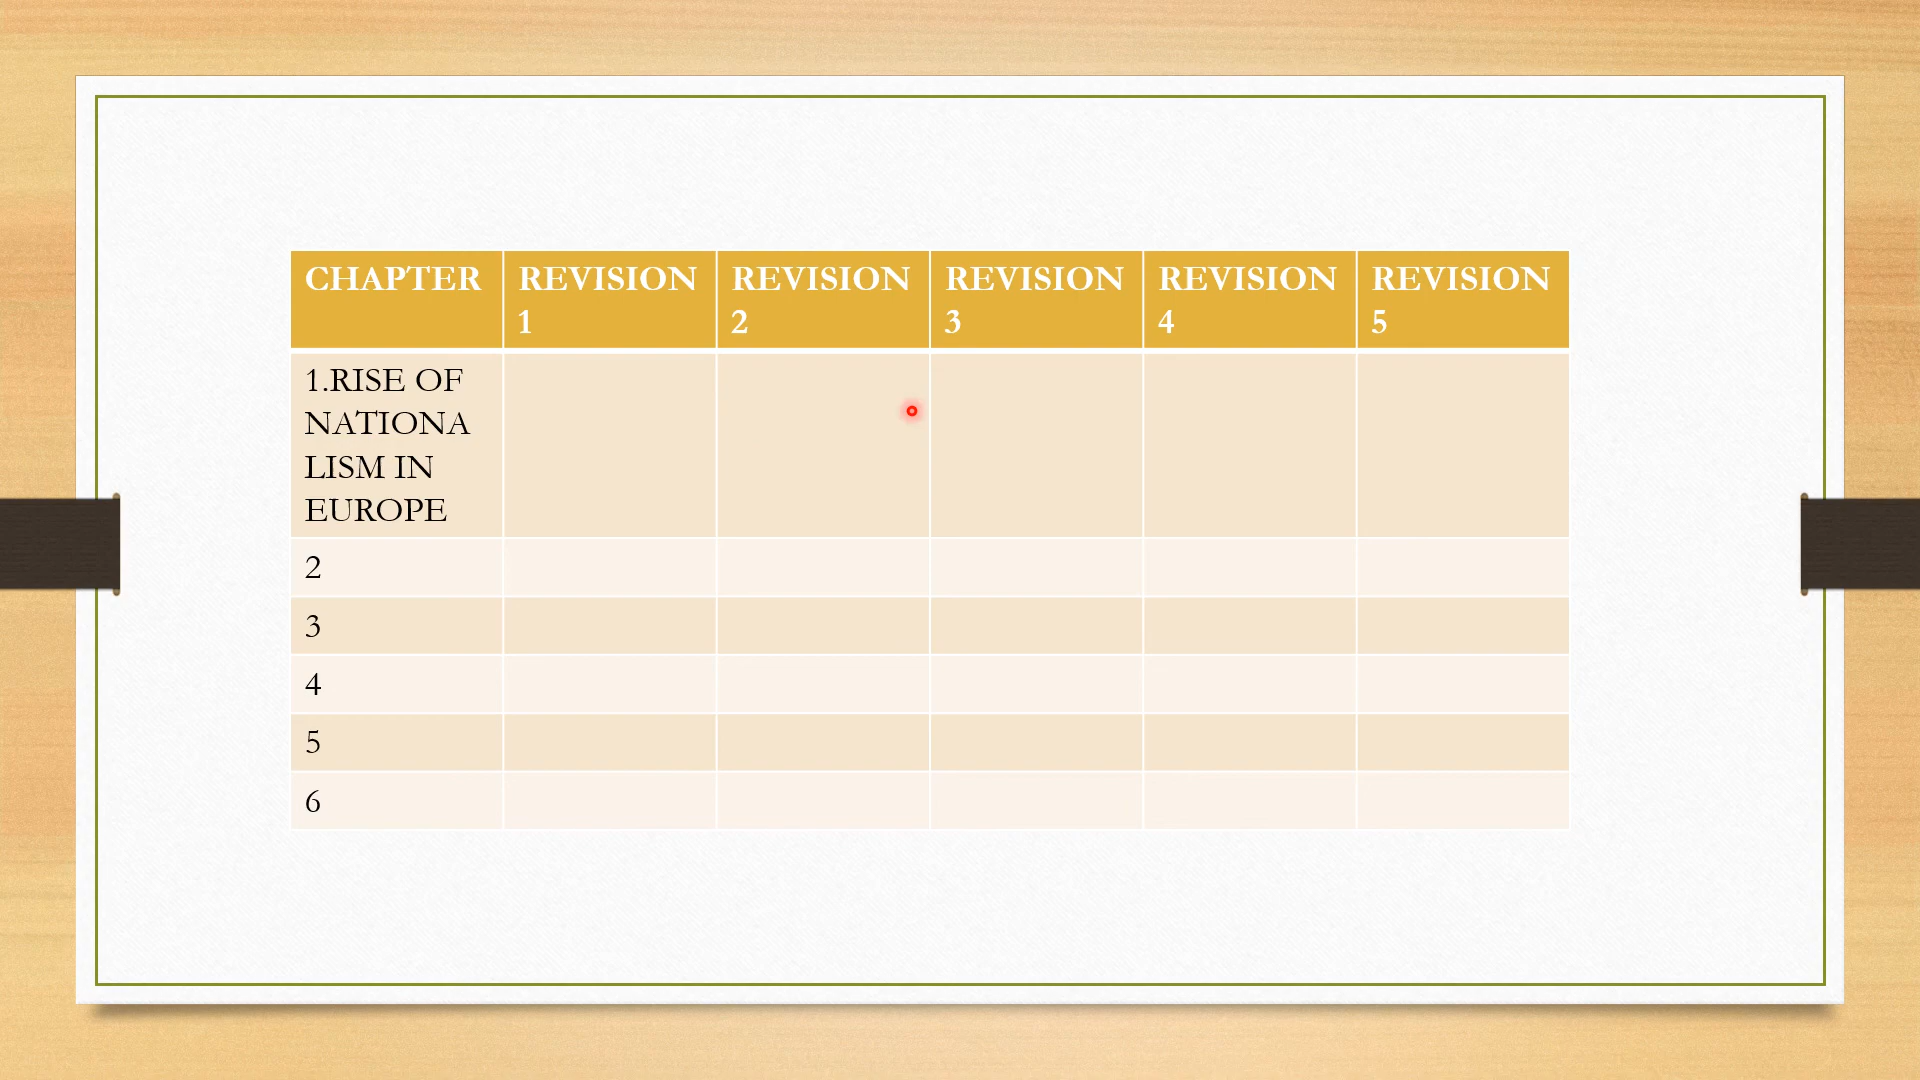 CHAPTER REVISION REVISION REVISION REVISION REVISION
1 2 3 4 5
1.RISE OF
NATIONA
LISM IN
EUROPE
2
3
4
5
6